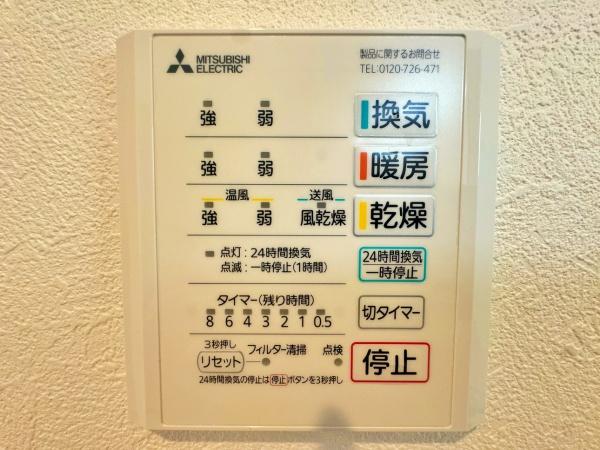 MITSUBISHI
ELECTRIC
製品に関するお問合せ
TEL:0120-726-471
強 弱 換気
強 弱 暖房
温風 送風
強 弱 風乾燥 乾燥
点灯：24時間換気
点滅：一時停止(1時間)
24時間換気
一時停止
タイマー(残り時間)
8 6 4 3 2 1 0.5
切タイマー
3秒押し
リセット フィルター清掃 点検
停止
24時間換気の停止は停止ボタンを3秒押し